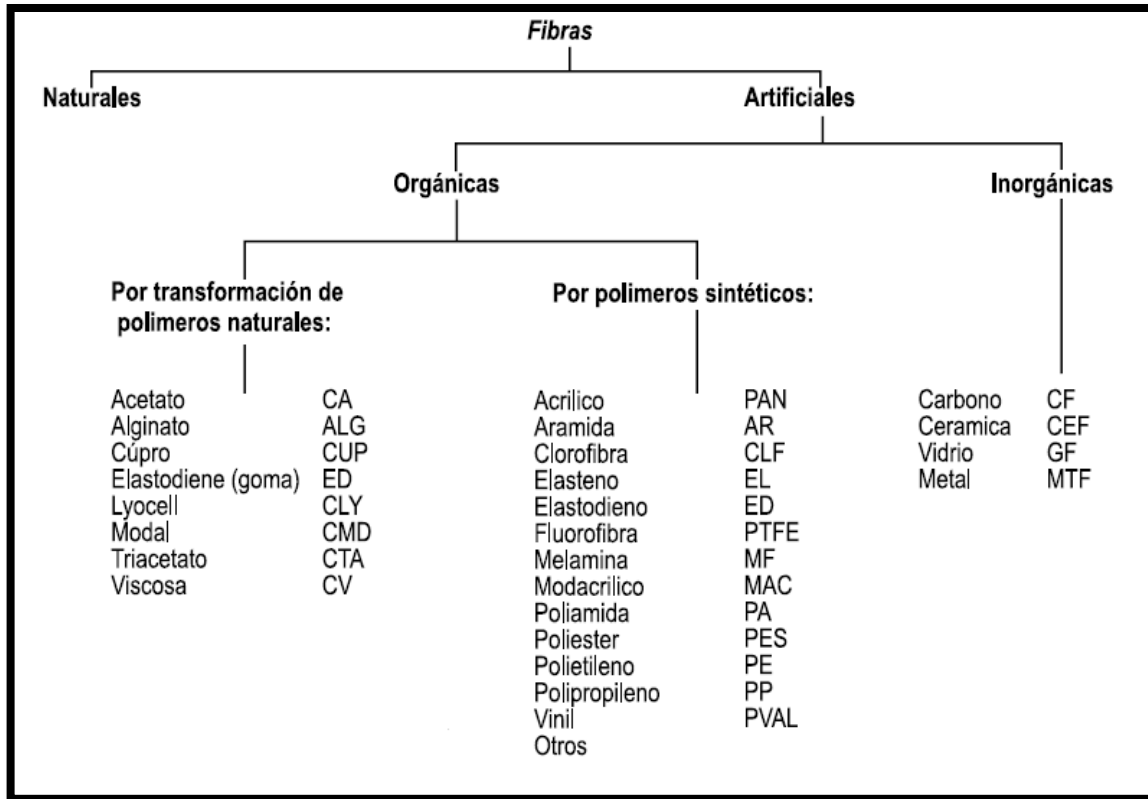 Fibras
Naturales
Artificiales
Orgánicas
Inorgánicas
Por transformación de
polimeros naturales:
Acetato CA
Alginato ALG
Cúpro CUP
Elastodiene (goma) ED
Lyocell CLY
Modal CMD
Triacetato CTA
Viscosa CV
Por polimeros sintéticos:
Acrilico PAN
Aramida AR
Clorofibra CLF
Elasteno EL
Elastodieno ED
Fluorofibra PTFE
Melamina MF
Modacrilico MAC
Poliamida PA
Poliester PES
Polietileno PE
Polipropileno PP
Vinil PVAL
Otros
Carbono CF
Ceramica CEF
Vidrio GF
Metal MTF